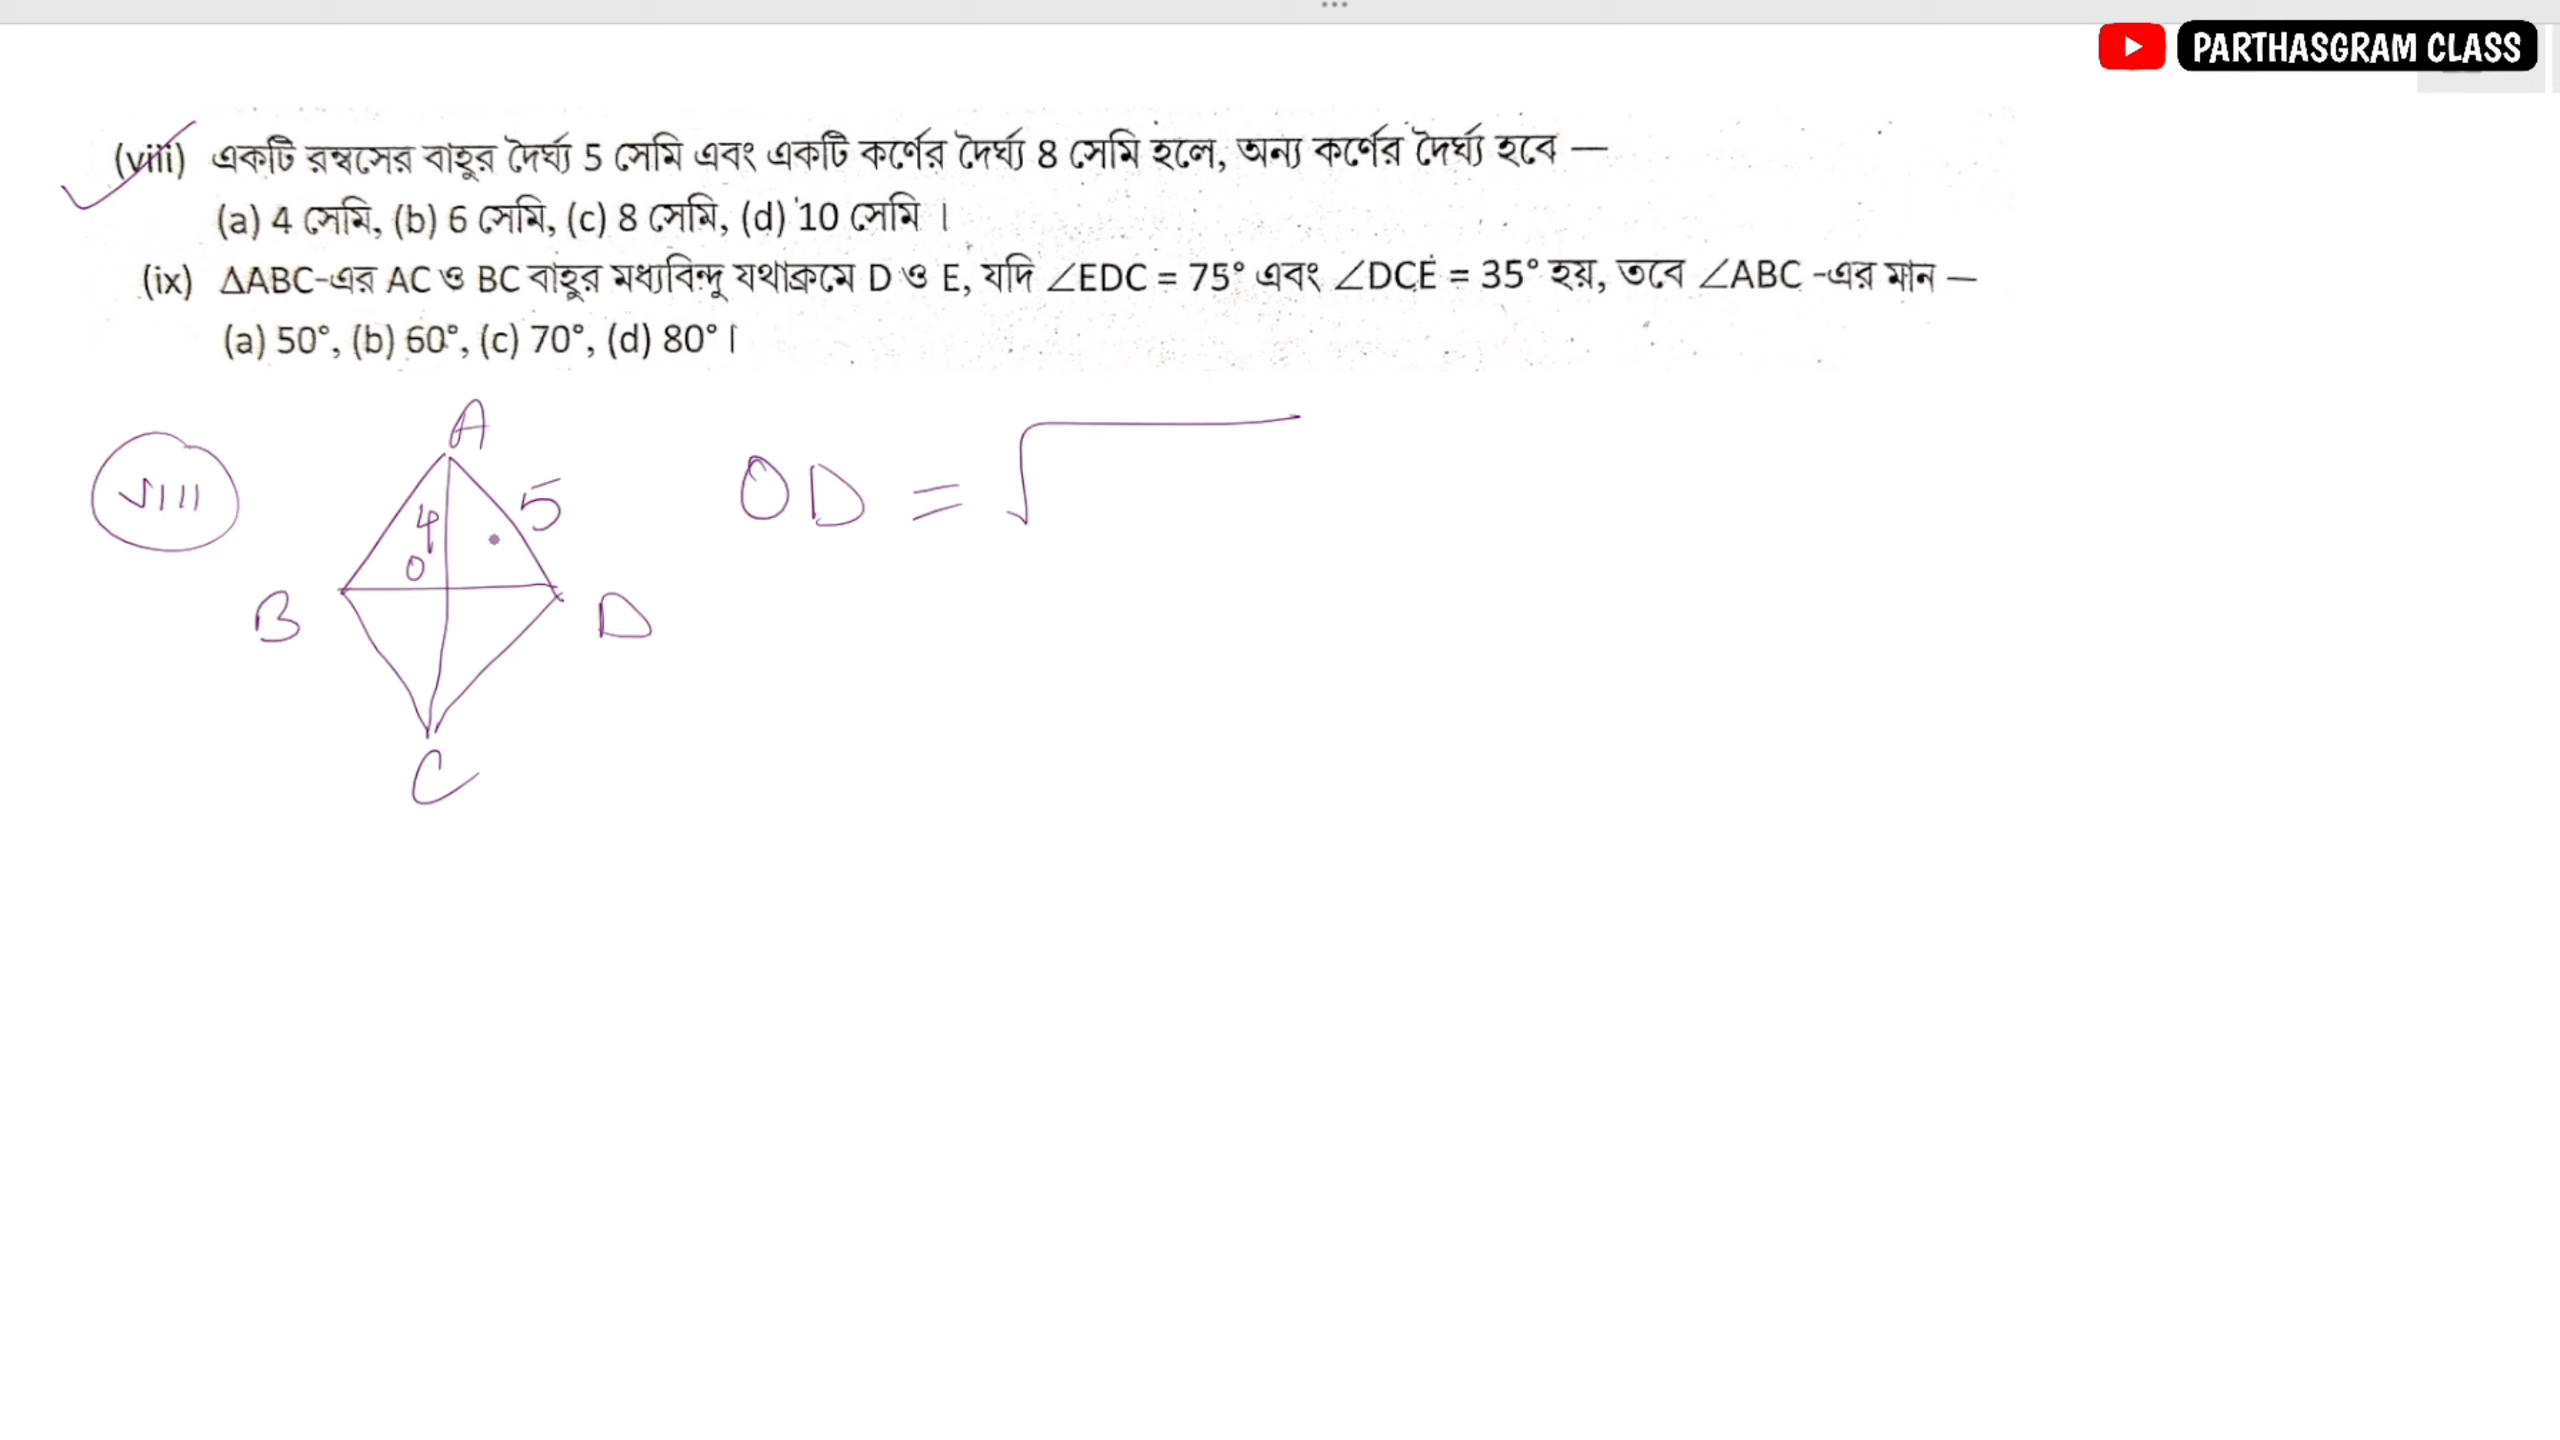 PARTHASGRAM CLASS
(viii) একটি রম্বসের বাহুর দৈর্ঘ্য 5 সেমি এবং একটি কর্ণের দৈর্ঘ্য 8 সেমি হলে, অন্য কর্ণের দৈর্ঘ্য হবে —
(a) 4 সেমি, (b) 6 সেমি, (c) 8 সেমি, (d) 10 সেমি ।
(ix) ΔABC-এর AC ও BC বাহুর মধ্যবিন্দু যথাক্রমে D ও E, যদি ∠EDC = 75° এবং ∠DCE = 35° হয়, তবে ∠ABC -এর মান —
(a) 50°, (b) 60°, (c) 70°, (d) 80°।
VIII
A
4
5
O
B
D
C
OD = √